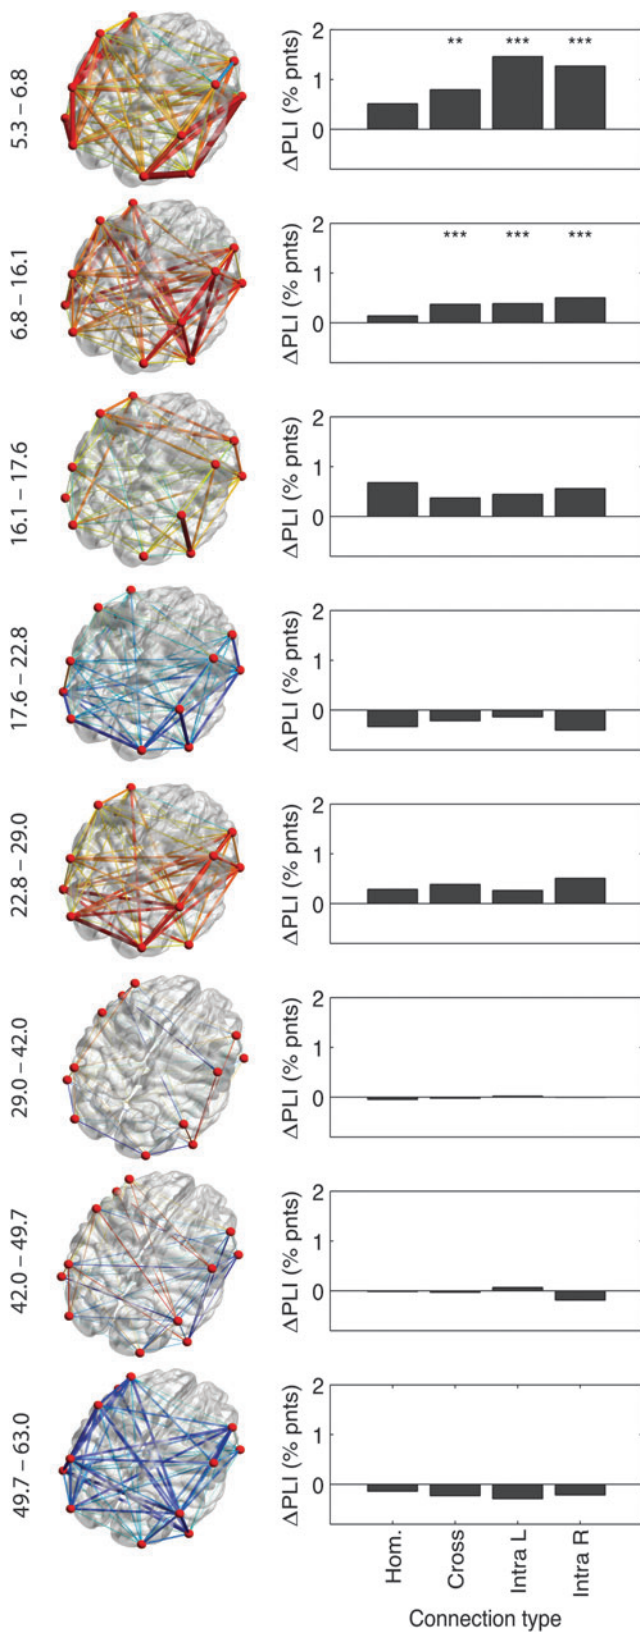 5.3 – 6.8
ΔPLI (% pnts)
2
1
0
** *** ***
6.8 – 16.1
ΔPLI (% pnts)
2
1
0
*** *** ***
16.1 – 17.6
ΔPLI (% pnts)
2
1
0
17.6 – 22.8
ΔPLI (% pnts)
2
1
0
22.8 – 29.0
ΔPLI (% pnts)
2
1
0
29.0 – 42.0
ΔPLI (% pnts)
2
1
0
42.0 – 49.7
ΔPLI (% pnts)
2
1
0
49.7 – 63.0
ΔPLI (% pnts)
2
1
0
Hom.
Cross
Intra L
Intra R
Connection type